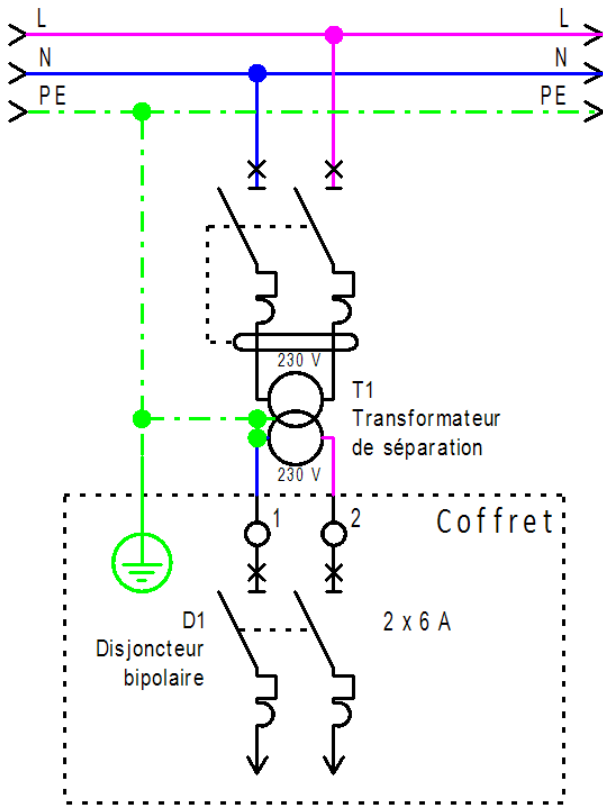 L L
N N
PE PE
230 V
T1
Transformateur
de séparation
230 V
1 2
Coffret
D1 2 x 6 A
Disjoncteur
bipolaire